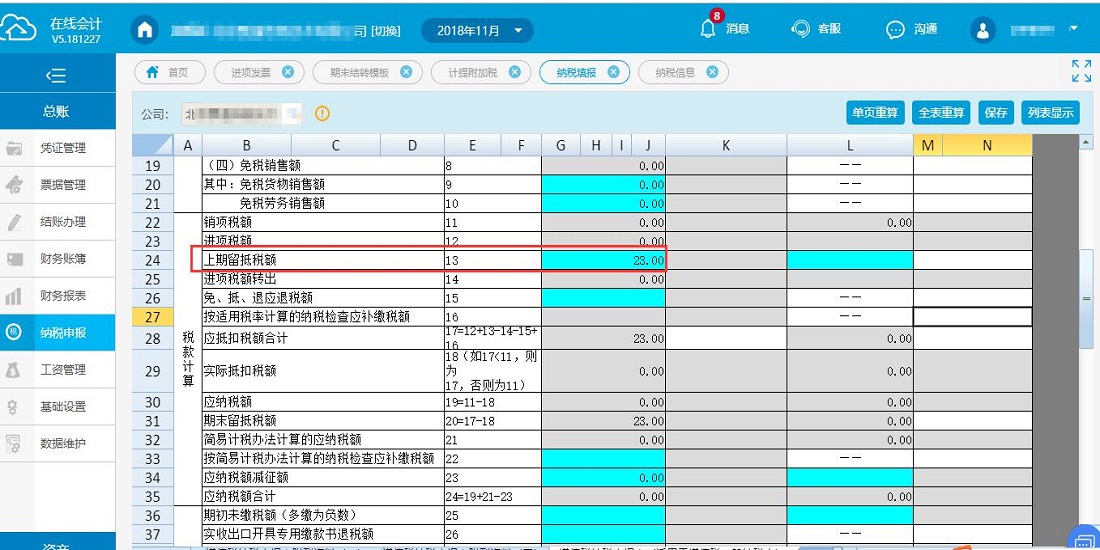 在线会计
V5.181227
司 [切换]
2018年11月
8
消息
客服
沟通
总账
凭证管理
票据管理
结账办理
财务账簿
财务报表
税
纳税申报
工资管理
基础设置
数据维护
资产
首页
进项发票
期末结转模板
计提附加税
纳税填报
纳税信息
公司: 北
单页重算
全表重算
保存
列表显示
A B C D E F G H I J K L M N
19 (四) 免税销售额 8 0.00 ——
20 其中: 免税货物销售额 9 0.00 ——
21 免税劳务销售额 10 0.00 ——
22 销项税额 11 0.00 0.00
23 进项税额 12 0.00
24 上期留抵税额 13 23.00
25 进项税额转出 14 0.00
26 免、抵、退应退税额 15 ——
27 按适用税率计算的纳税检查应补缴税额 16 ——
税款计算
28 应抵扣税额合计 17=12+13-14-15+16 23.00 0.00
29 实际抵扣税额 18 (如17<11, 则为17, 否则为11) 0.00 0.00
30 应纳税额 19=11-18 0.00 0.00
31 期末留抵税额 20=17-18 23.00 0.00
32 简易计税办法计算的应纳税额 21 0.00 0.00
33 按简易计税办法计算的纳税检查应补缴税额 22 ——
34 应纳税额减征额 23 0.00
35 应纳税额合计 24=19+21-23 0.00 0.00
36 期初未缴税额 (多缴为负数) 25
37 实收出口开具专用缴款书退税额 26 ——